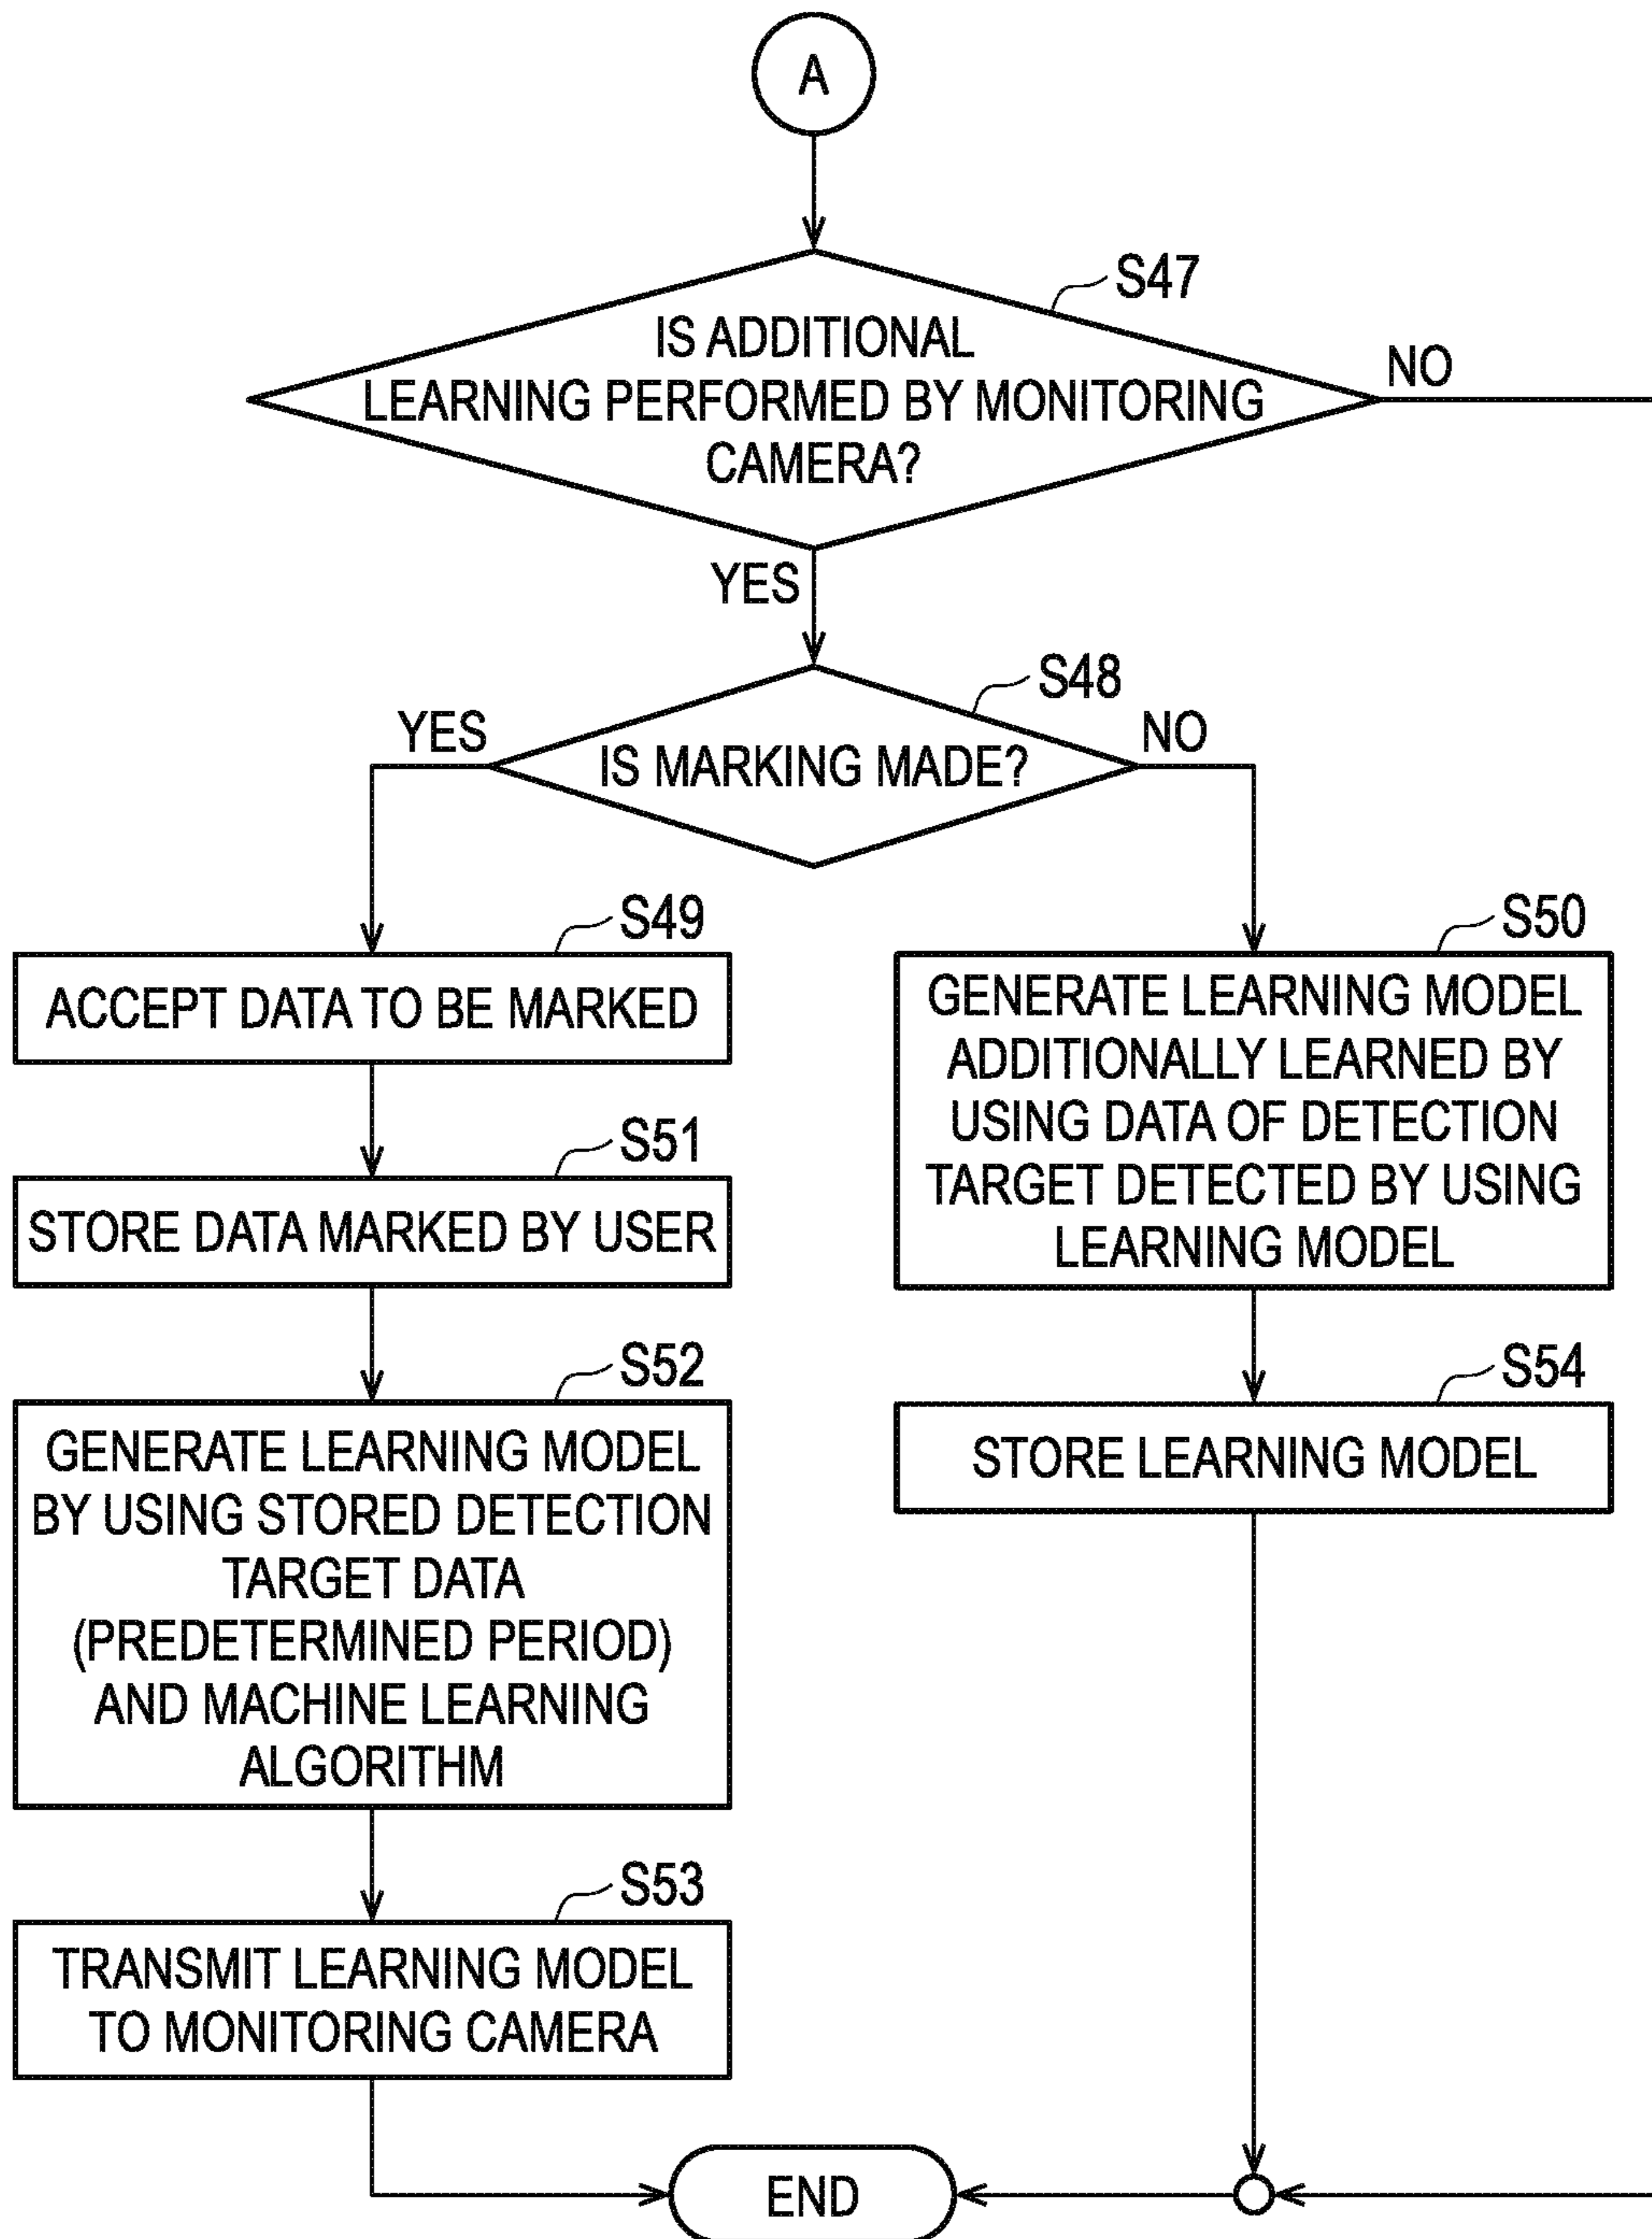 A
S47
IS ADDITIONAL
LEARNING PERFORMED BY MONITORING
CAMERA?
NO
YES
S48
YES
IS MARKING MADE?
NO
S49
ACCEPT DATA TO BE MARKED
S50
GENERATE LEARNING MODEL
ADDITIONALLY LEARNED BY
USING DATA OF DETECTION
TARGET DETECTED BY USING
LEARNING MODEL
S51
STORE DATA MARKED BY USER
S52
GENERATE LEARNING MODEL
BY USING STORED DETECTION
TARGET DATA
(PREDETERMINED PERIOD)
AND MACHINE LEARNING
ALGORITHM
S54
STORE LEARNING MODEL
S53
TRANSMIT LEARNING MODEL
TO MONITORING CAMERA
END